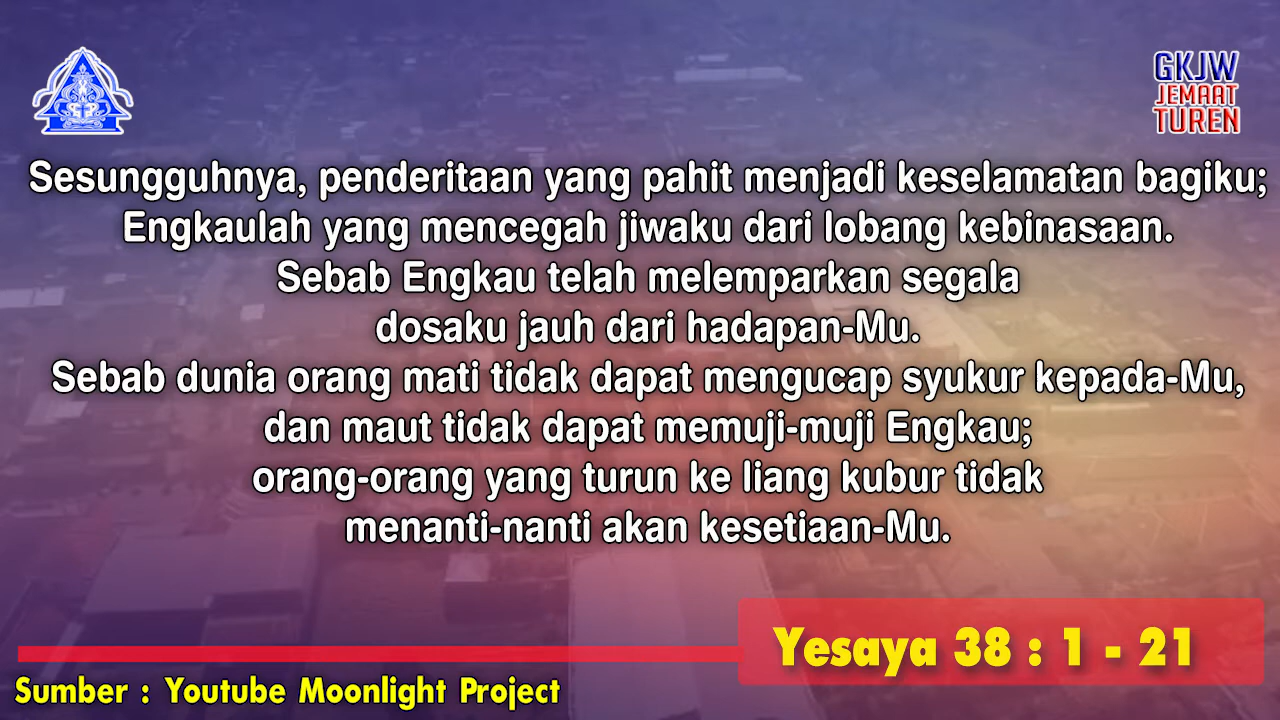 GKJW
JEMAAT
TUREN
Sesungguhnya, penderitaan yang pahit menjadi keselamatan bagiku;
Engkaulah yang mencegah jiwaku dari lobang kebinasaan.
Sebab Engkau telah melemparkan segala
dosaku jauh dari hadapan-Mu.
Sebab dunia orang mati tidak dapat mengucap syukur kepada-Mu,
dan maut tidak dapat memuji-muji Engkau;
orang-orang yang turun ke liang kubur tidak
menanti-nanti akan kesetiaan-Mu.
Yesaya 38 : 1 - 21
Sumber : Youtube Moonlight Project